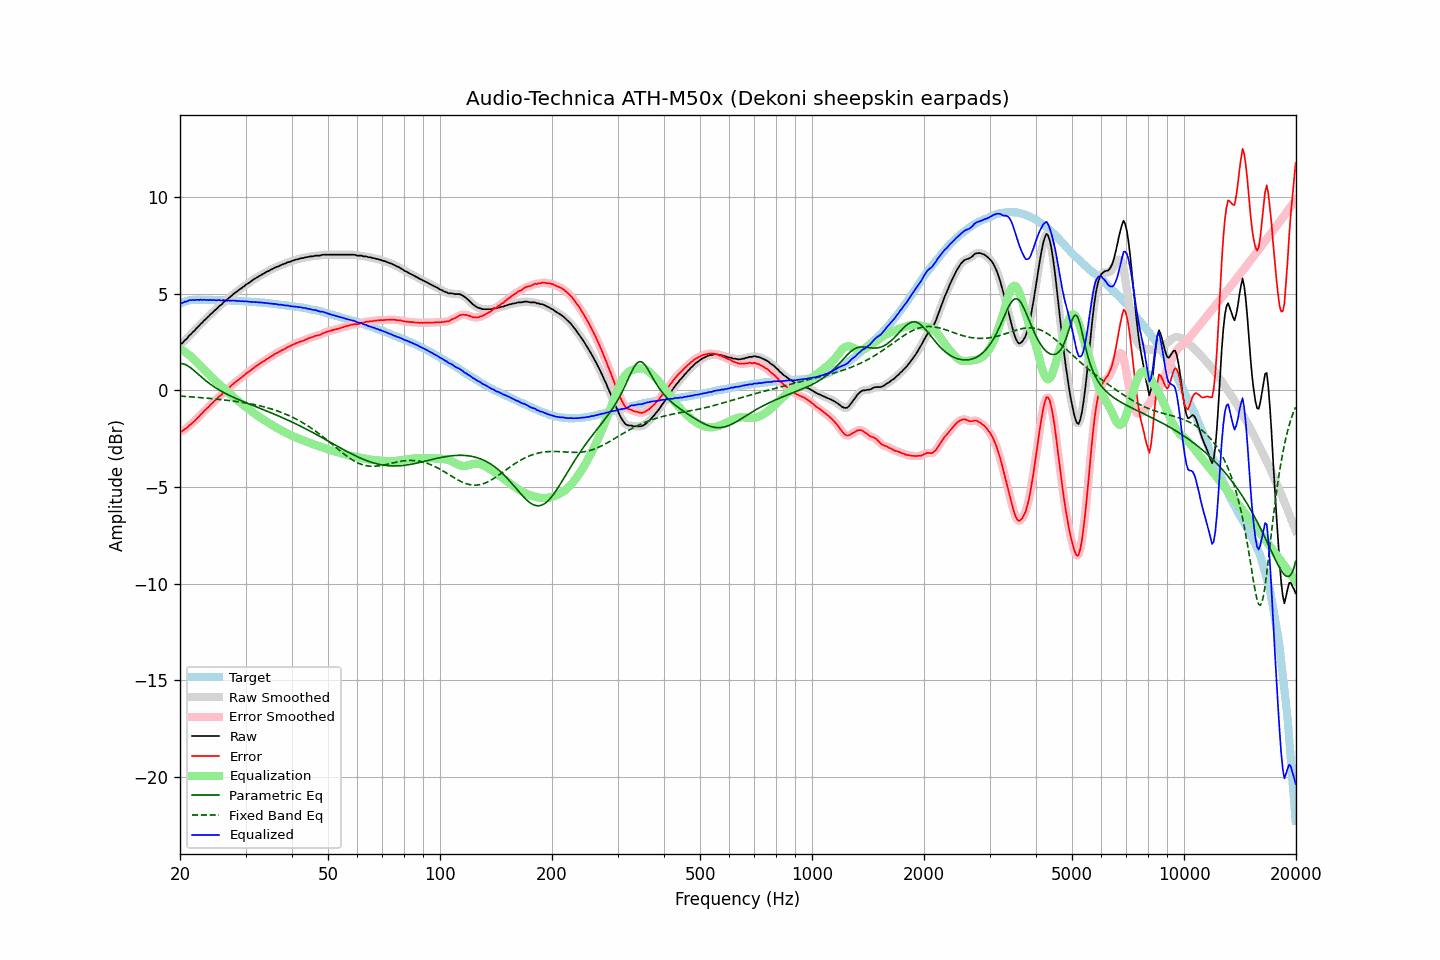 Audio-Technica ATH-M50x (Dekoni sheepskin earpads)
Amplitude (dBr)
10
5
0
−5
−10
−15
−20
Target
Raw Smoothed
Error Smoothed
Raw
Error
Equalization
Parametric Eq
Fixed Band Eq
Equalized
20 50 100 200 500 1000 2000 5000 10000 20000
Frequency (Hz)